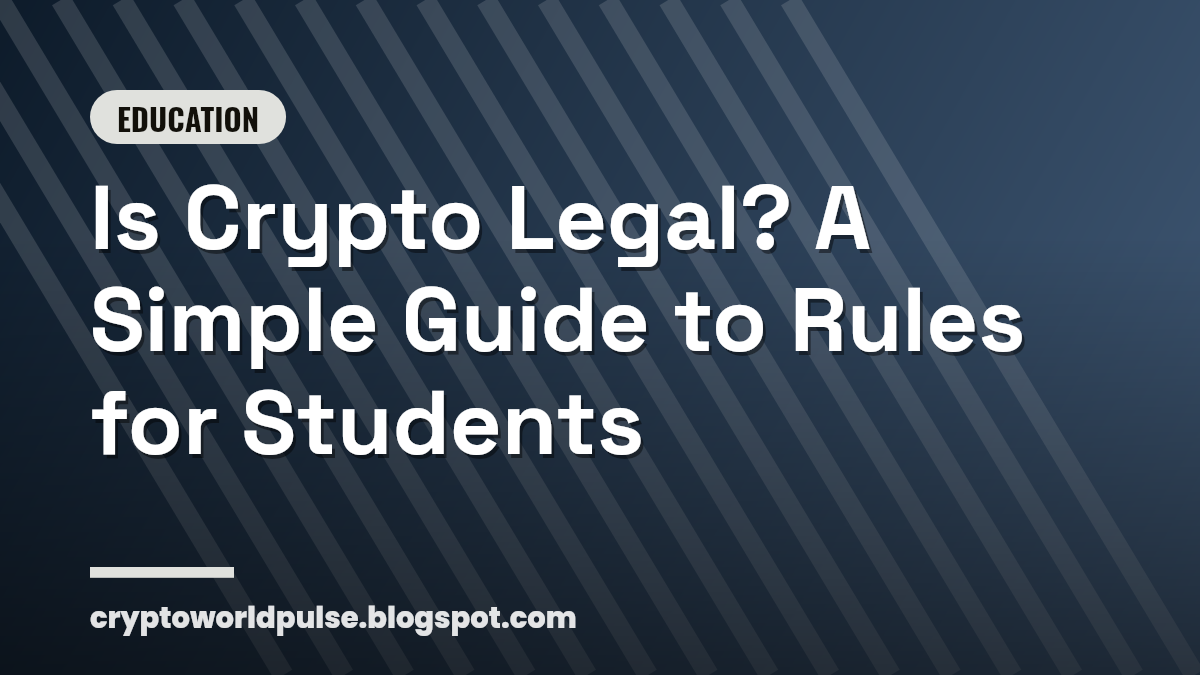 EDUCATION
Is Crypto Legal? A
Simple Guide to Rules
for Students
cryptoworldpulse.blogspot.com